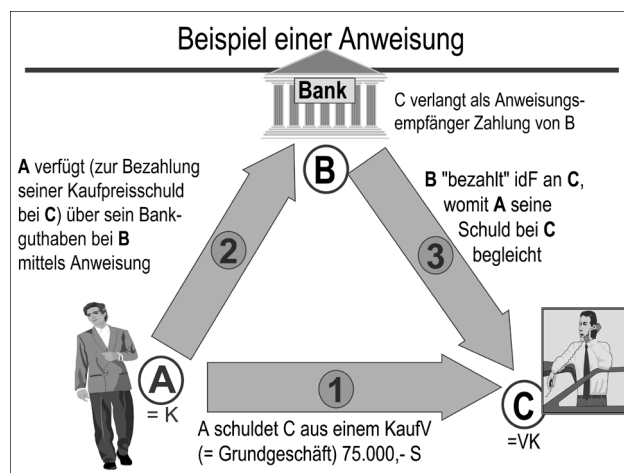 Beispiel einer Anweisung
Bank
C verlangt als Anweisungs-
empfänger Zahlung von B
B
A verfügt (zur Bezahlung
seiner Kaufpreisschuld
bei C) über sein Bank-
guthaben bei B
mittels Anweisung
B "bezahlt" idF an C,
womit A seine
Schuld bei C
begleicht
2
3
A
= K
1
C
=VK
A schuldet C aus einem KaufV
(= Grundgeschäft) 75.000,- S